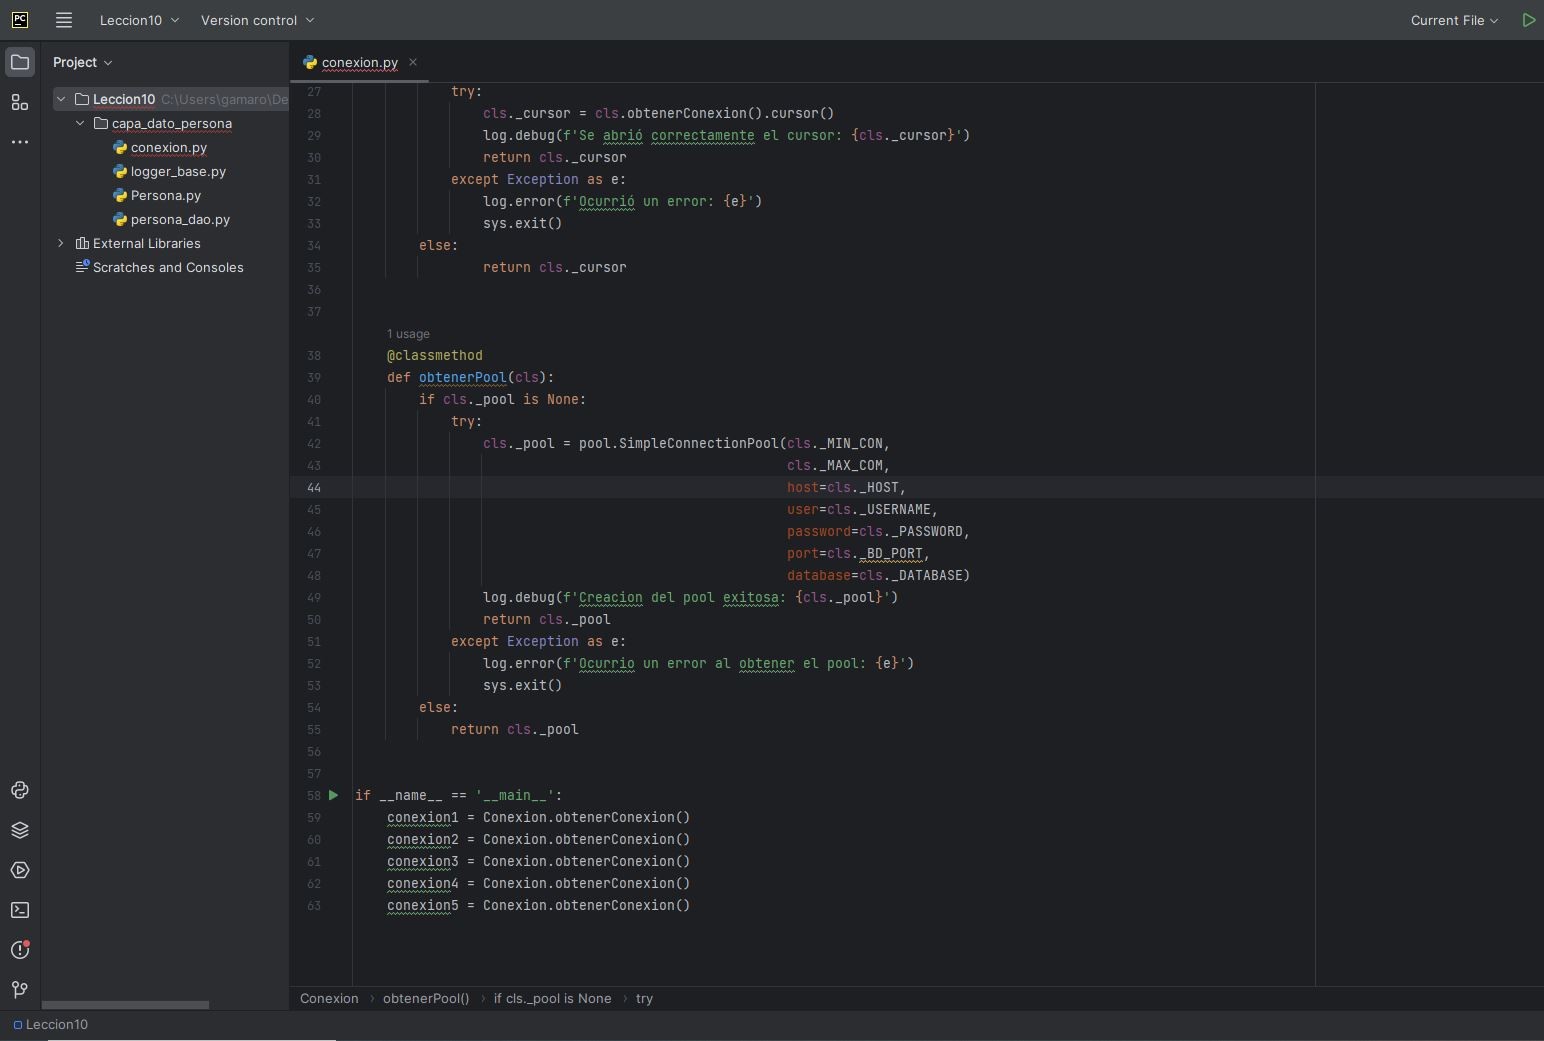 PC
Leccion10
Version control
Current File
Project
conexion.py
Leccion10 C:\Users\gamaro\De
capa_dato_persona
conexion.py
logger_base.py
Persona.py
persona_dao.py
External Libraries
Scratches and Consoles
27 try:
28 cls._cursor = cls.obtenerConexion().cursor()
29 log.debug(f'Se abrió correctamente el cursor: {cls._cursor}')
30 return cls._cursor
31 except Exception as e:
32 log.error(f'Ocurrió un error: {e}')
33 sys.exit()
34 else:
35 return cls._cursor
36
37
1 usage
38 @classmethod
39 def obtenerPool(cls):
40 if cls._pool is None:
41 try:
42 cls._pool = pool.SimpleConnectionPool(cls._MIN_CON,
43 cls._MAX_COM,
44 host=cls._HOST,
45 user=cls._USERNAME,
46 password=cls._PASSWORD,
47 port=cls._BD_PORT,
48 database=cls._DATABASE)
49 log.debug(f'Creacion del pool exitosa: {cls._pool}')
50 return cls._pool
51 except Exception as e:
52 log.error(f'Ocurrio un error al obtener el pool: {e}')
53 sys.exit()
54 else:
55 return cls._pool
56
57
58 if __name__ == '__main__':
59 conexion1 = Conexion.obtenerConexion()
60 conexion2 = Conexion.obtenerConexion()
61 conexion3 = Conexion.obtenerConexion()
62 conexion4 = Conexion.obtenerConexion()
63 conexion5 = Conexion.obtenerConexion()
Conexion › obtenerPool() › if cls._pool is None › try
Leccion10